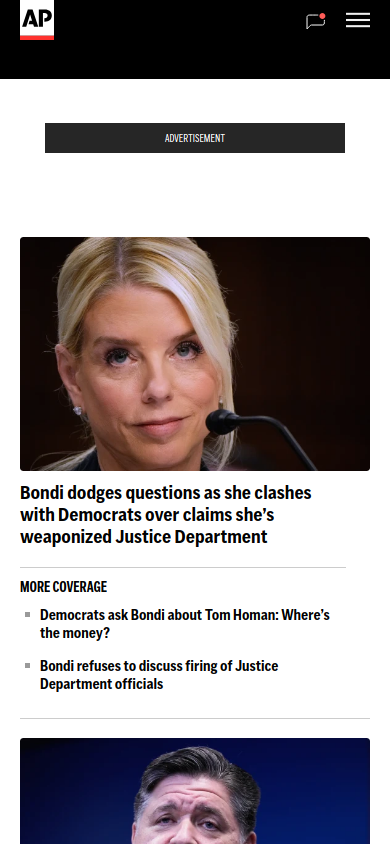 AP
ADVERTISEMENT
Bondi dodges questions as she clashes
with Democrats over claims she’s
weaponized Justice Department
MORE COVERAGE
Democrats ask Bondi about Tom Homan: Where’s
the money?
Bondi refuses to discuss firing of Justice
Department officials